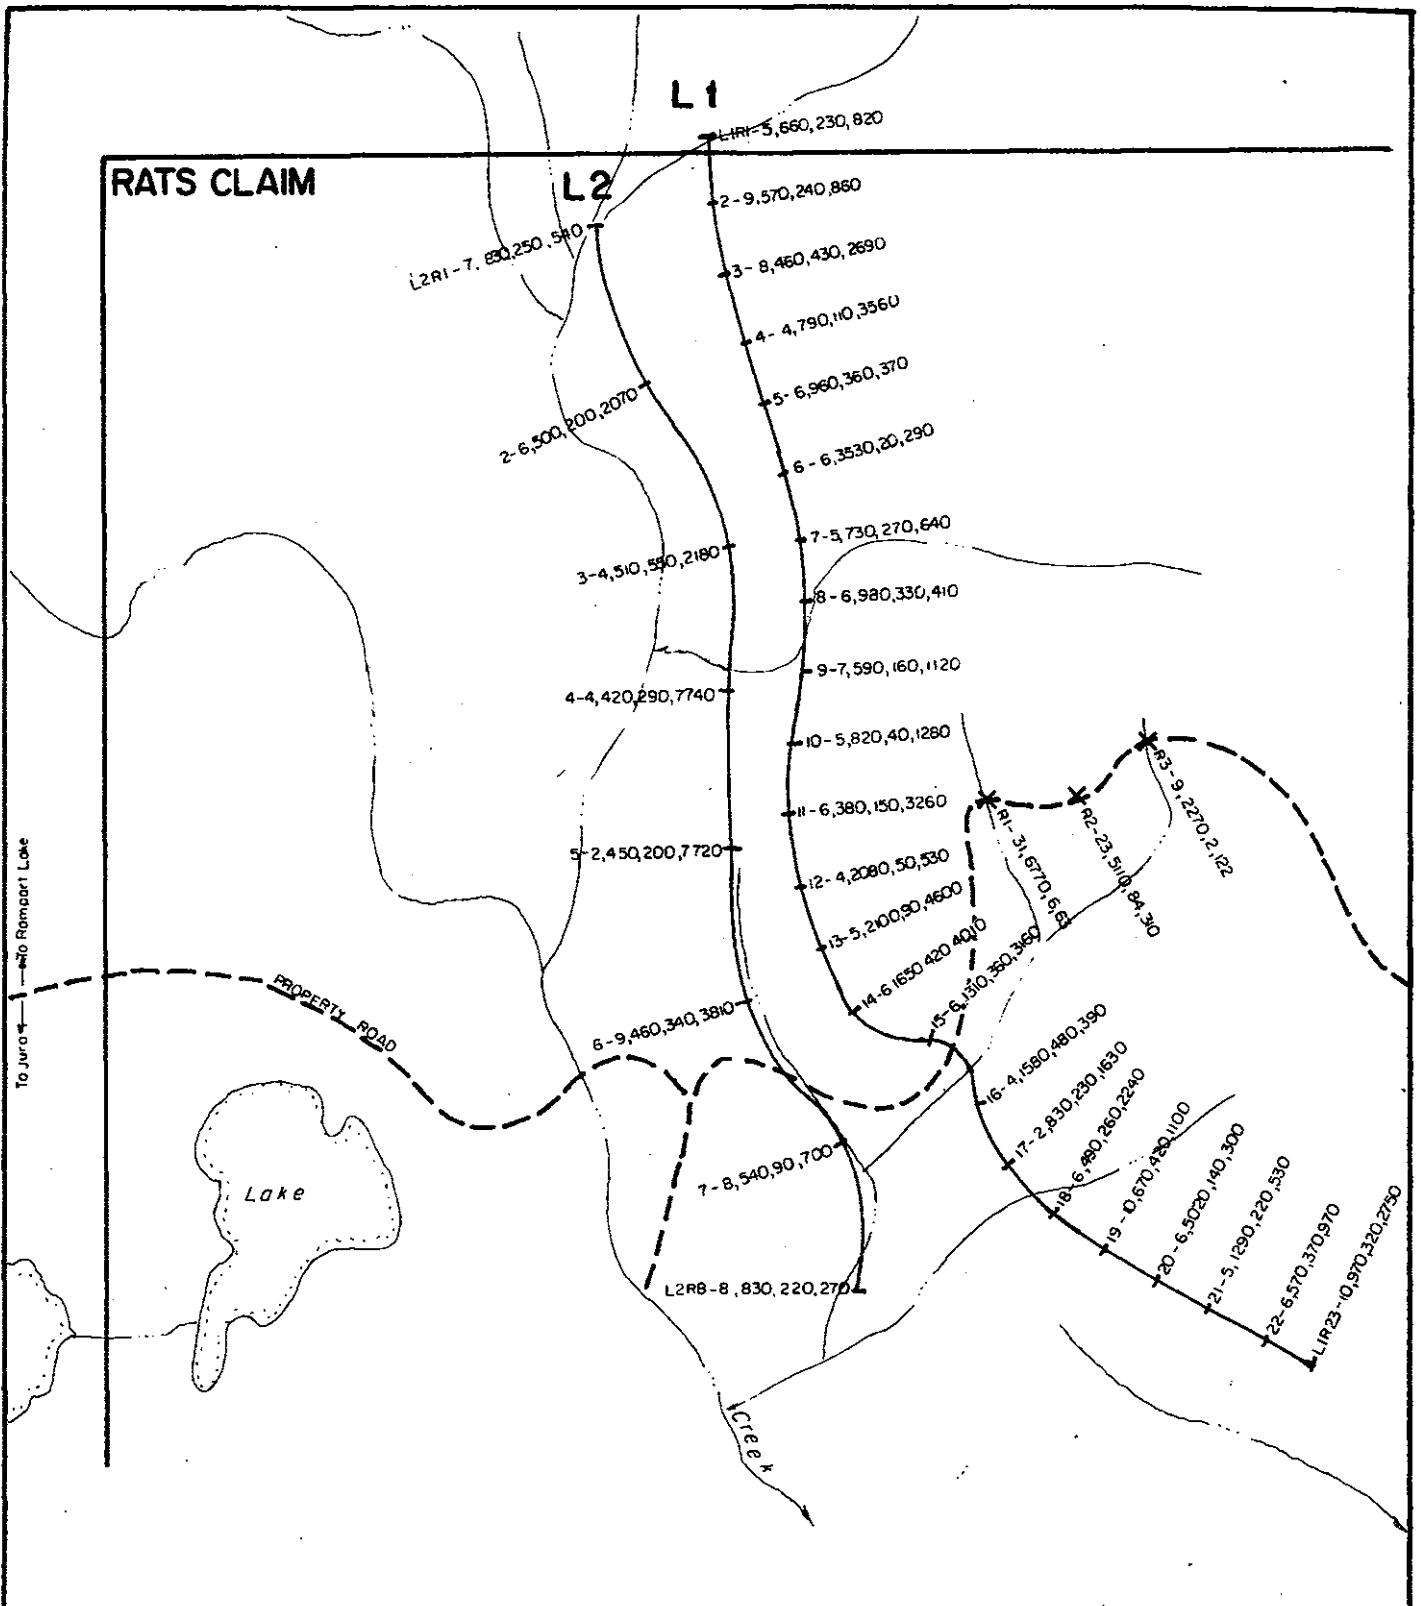 L1
L1R1-5,660,230,820
RATS CLAIM
L2
2-9,570,240,860
L2R1-7,830,250,540
3-8,460,430,2690
4-4,790,110,3560
5-6,960,360,370
2-6,500,200,2070
6-6,3530,20,290
7-5,730,270,640
3-4,510,550,2180
8-6,980,330,410
9-7,590,160,1120
4-4,420,290,7740
10-5,820,40,1280
R3-9,2270,2,122
11-6,380,150,3260
R1-31,6770,6,63
R2-23,5110,84,310
5-2,450,200,7720
12-4,2080,50,530
13-5,2100,90,4600
14-6,1650,420,4010
15-6,1310,360,3160
To Jura
To Rampart Lake
PROPERTY ROAD
6-9,460,340,3810
16-4,1580,480,390
17-2,830,230,1630
18-6,490,260,2240
19-10,670,420,1100
20-6,5020,140,300
7-8,540,90,700
21-5,1290,220,530
Lake
22-6,570,370,970
L2R8-8,830,220,270
L1R23-10,970,320,2750
Creek